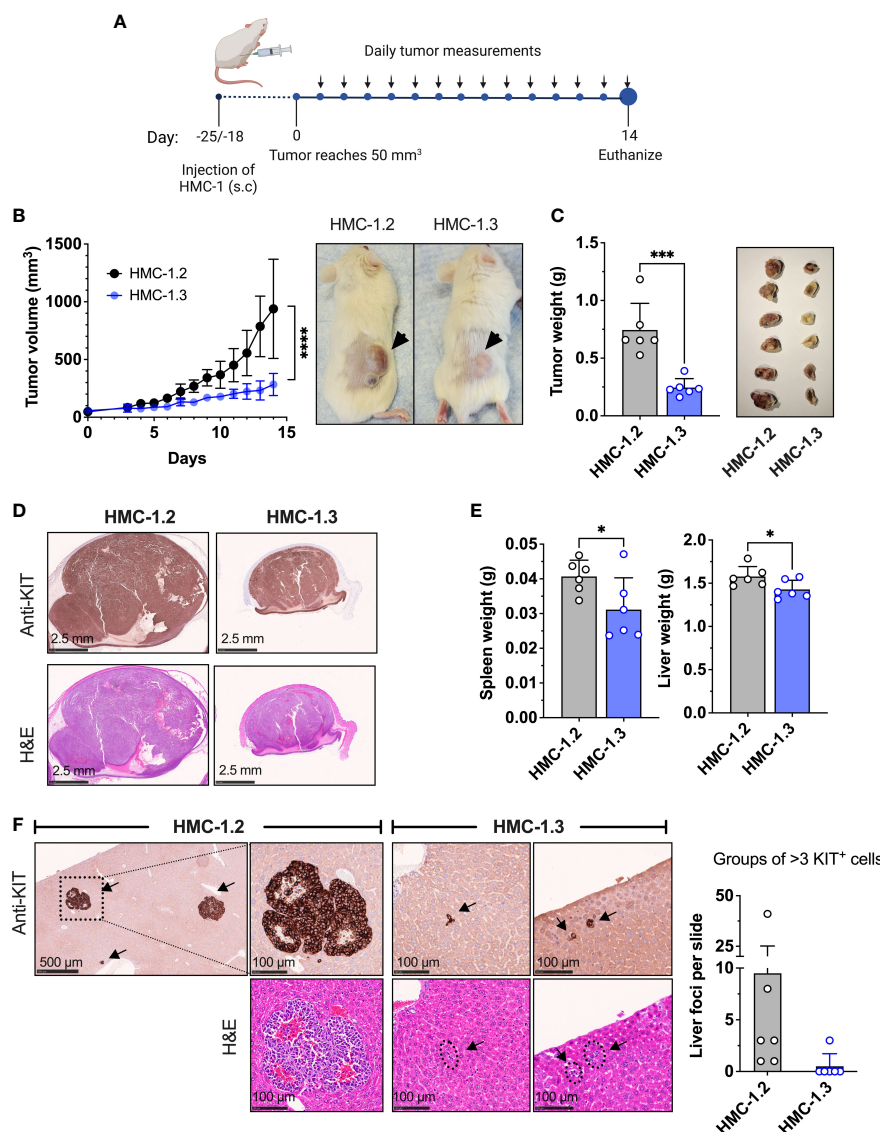 A
Daily tumor measurements
Day:
-25/-18
0
14
Injection of
HMC-1 (s.c)
Tumor reaches 50 mm³
Euthanize
B
Tumor volume (mm³)
1500
1000
500
0
0
5
10
15
Days
HMC-1.2
HMC-1.3
****
HMC-1.2
HMC-1.3
C
Tumor weight (g)
1.5
1.0
0.5
0.0
***
HMC-1.2
HMC-1.3
HMC-1.2
HMC-1.3
D
HMC-1.2
HMC-1.3
Anti-KIT
2.5 mm
2.5 mm
H&E
2.5 mm
2.5 mm
E
Spleen weight (g)
0.05
0.04
0.03
0.02
0.01
0.00
*
HMC-1.2
HMC-1.3
Liver weight (g)
2.0
1.5
1.0
0.5
0.0
*
HMC-1.2
HMC-1.3
F
HMC-1.2
HMC-1.3
Anti-KIT
500 µm
100 µm
100 µm
100 µm
H&E
100 µm
100 µm
100 µm
Groups of >3 KIT⁺ cells
Liver foci per slide
50
25
10
5
0
HMC-1.2
HMC-1.3